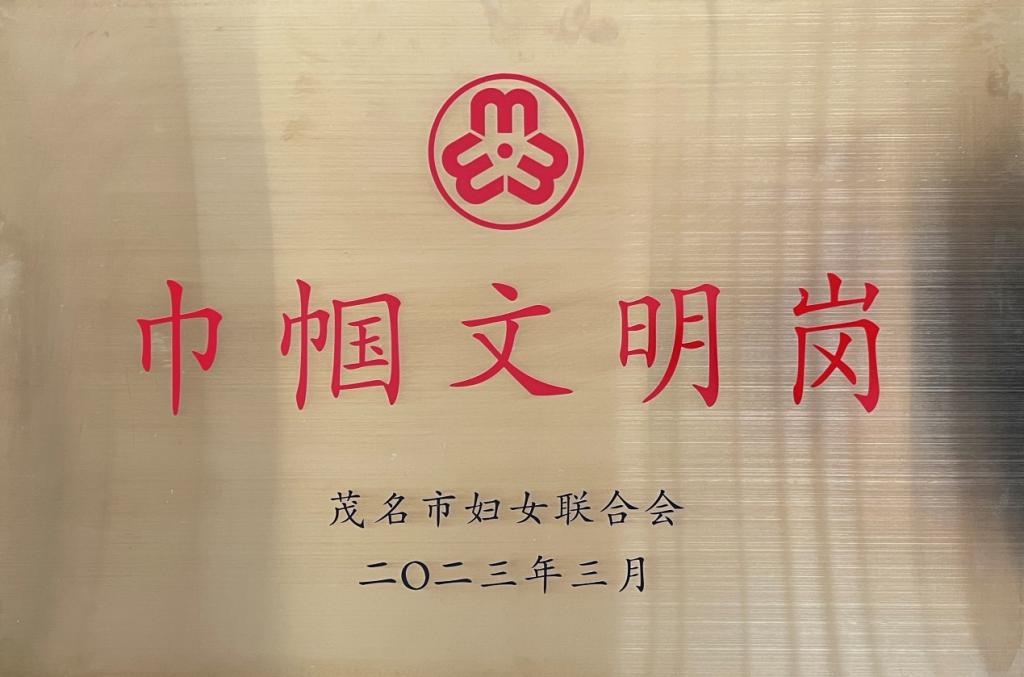 巾帼文明岗
茂名市妇女联合会
二〇二三年三月